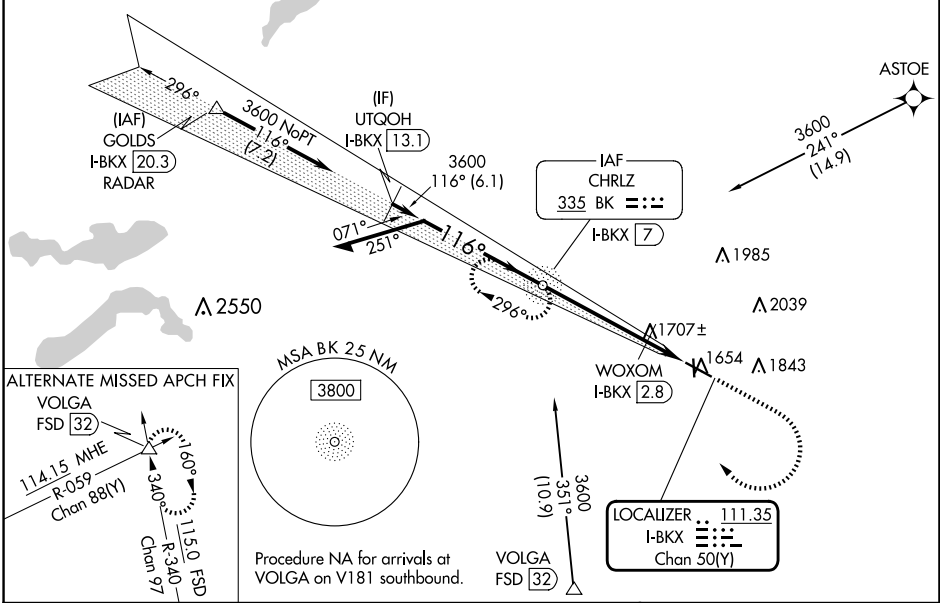 296°
(IAF)
GOLDS
I-BKX 20.3
RADAR
3600 NoPT
116°
(7.2)
(IF)
UTQOH
I-BKX 13.1
3600
116° (6.1)
071°
251°
116°
296°
IAF
CHRLZ
335 BK
I-BKX 7
ASTOE
3600
241°
(14.9)
1985
2039
2550
1707 ±
1654
1843
WOXOM
I-BKX 2.8
MSA BK 25 NM
3800
ALTERNATE MISSED APCH FIX
VOLGA
FSD 32
114.15 MHE
R-059
Chan 88(Y)
160°
340°
115.0 FSD
R-340
Chan 97
Procedure NA for arrivals at
VOLGA on V181 southbound.
3600
351°
(10.9)
VOLGA
FSD 32
LOCALIZER 111.35
I-BKX
Chan 50(Y)